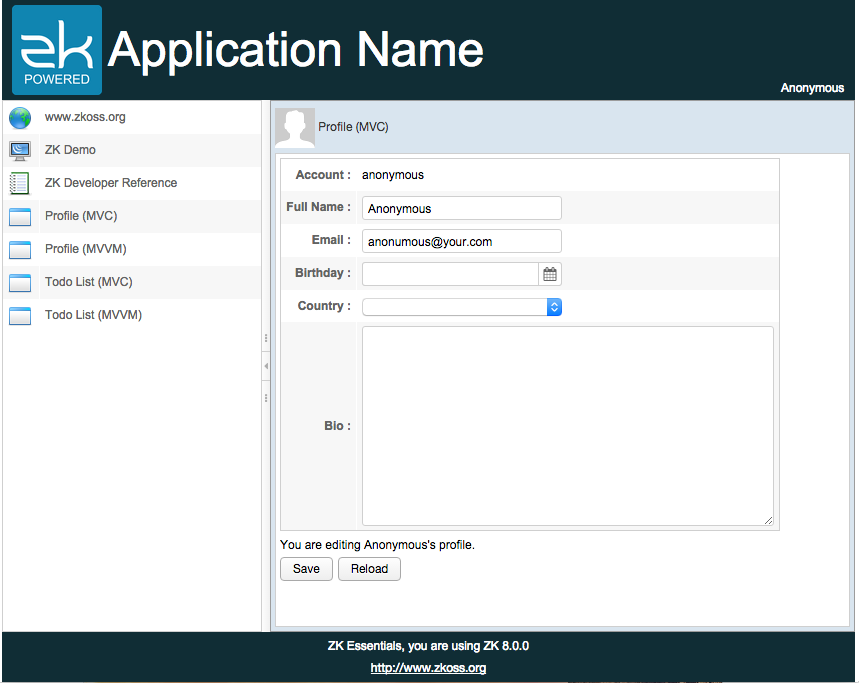 zk
POWERED
Application Name
Anonymous
www.zkoss.org
ZK Demo
ZK Developer Reference
Profile (MVC)
Profile (MVVM)
Todo List (MVC)
Todo List (MVVM)
Profile (MVC)
Account : anonymous
Full Name : Anonymous
Email : anonumous@your.com
Birthday :
Country :
Bio :
You are editing Anonymous's profile.
Save Reload
ZK Essentials, you are using ZK 8.0.0
http://www.zkoss.org